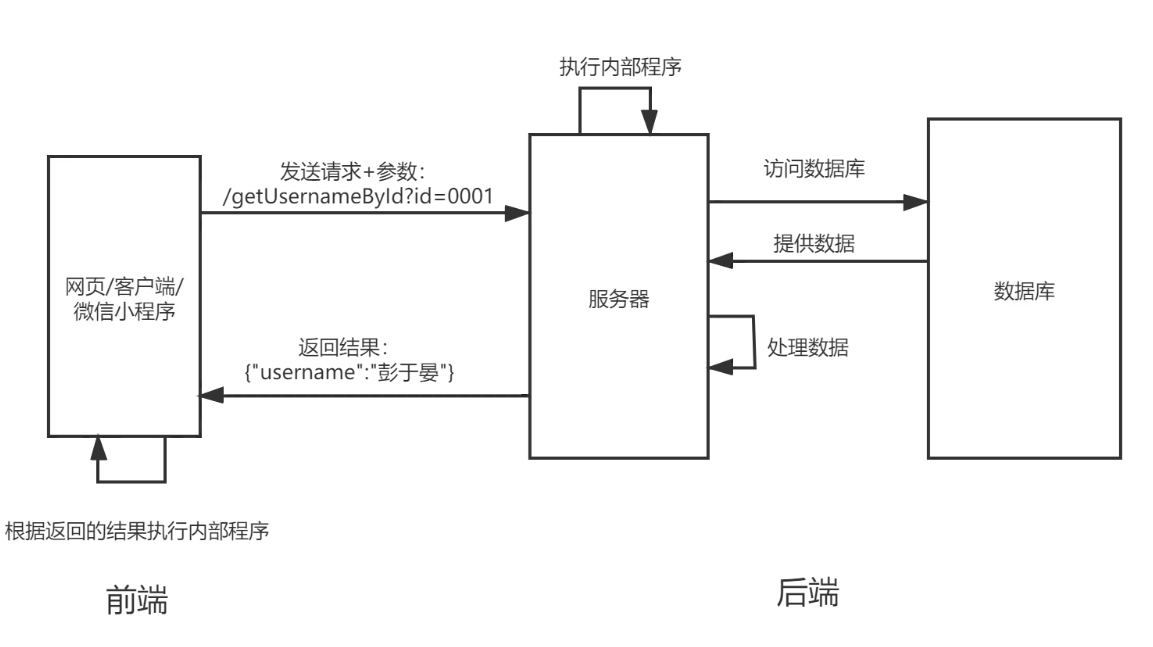 执行内部程序
发送请求+参数：
/getUsernameById?id=0001
访问数据库
提供数据
网页/客户端/
微信小程序
服务器
数据库
返回结果：
{"username":"彭于晏"}
处理数据
根据返回的结果执行内部程序
前端
后端